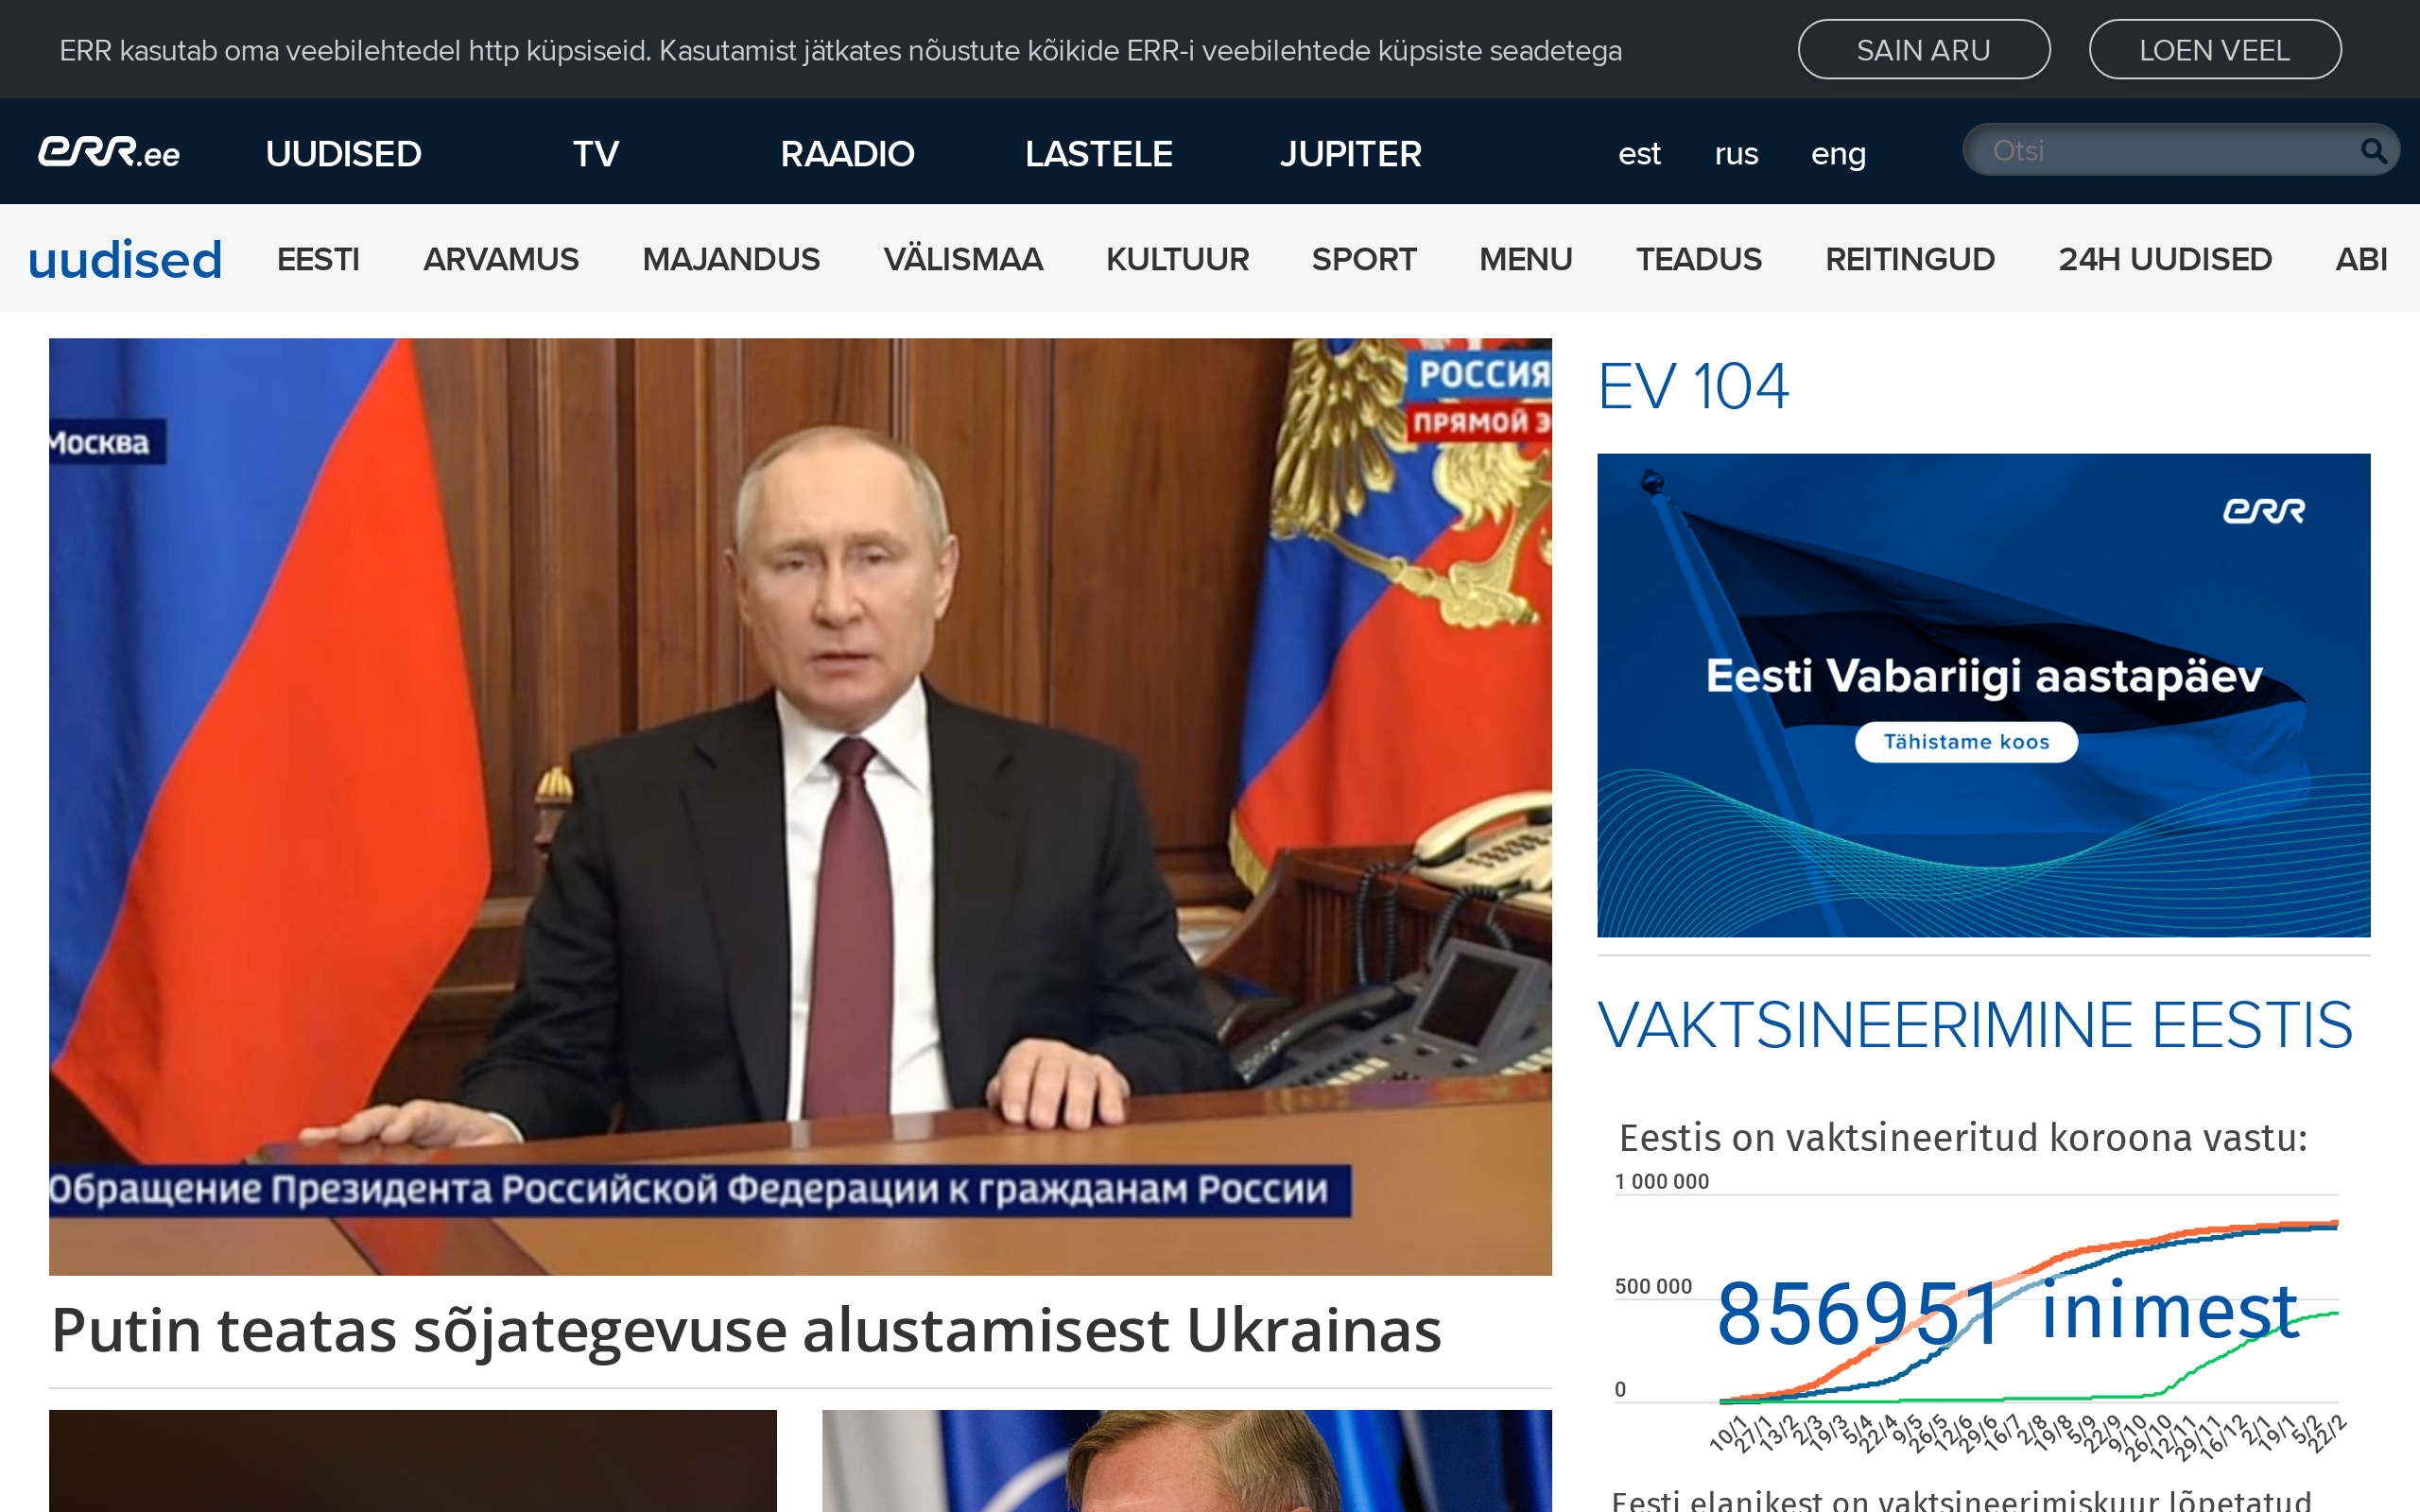 ERR kasutab oma veebilehtedel http küpsiseid. Kasutamist jätkates nõustute kõikide ERR-i veebilehtede küpsiste seadetega
SAIN ARU
LOEN VEEL
err.ee
UUDISED
TV
RAADIO
LASTELE
JUPITER
est
rus
eng
Otsi
uudised
EESTI
ARVAMUS
MAJANDUS
VÄLISMAA
KULTUUR
SPORT
MENU
TEADUS
REITINGUD
24H UUDISED
ABI
РОССИЯ
ПРЯМОЙ Э
Москва
Обращение Президента Российской Федерации к гражданам России
Putin teatas sõjategevuse alustamisest Ukrainas
EV 104
err
Eesti Vabariigi aastapäev
Tähistame koos
VAKTSINEERIMINE EESTIS
Eestis on vaktsineeritud koroona vastu:
1 000 000
500 000
856951 inimest
0
10/1
27/1
13/2
2/3
19/3
5/4
22/4
9/5
26/5
12/6
29/6
16/7
2/8
19/8
5/9
22/9
9/10
26/10
12/11
29/11
16/12
2/1
19/1
5/2
22/2
Eesti elanikest on vaktsineerimiskuur lõpetatud